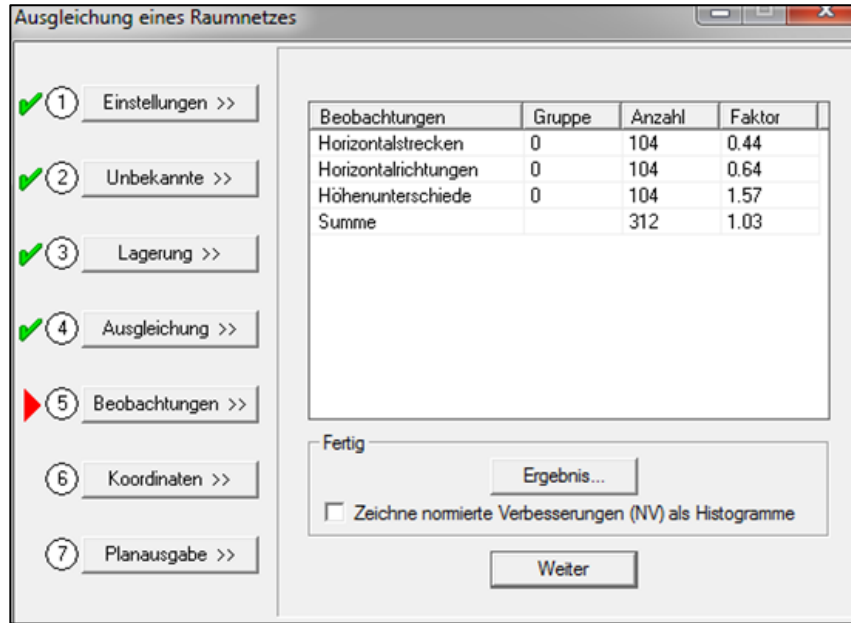 Ausgleichung eines Raumnetzes
1 Einstellungen >>
2 Unbekannte >>
3 Lagerung >>
4 Ausgleichung >>
5 Beobachtungen >>
6 Koordinaten >>
7 Planausgabe >>
Beobachtungen Gruppe Anzahl Faktor
Horizontalstrecken 0 104 0.44
Horizontalrichtungen 0 104 0.64
Höhenunterschiede 0 104 1.57
Summe 312 1.03
Fertig
Ergebnis...
Zeichne normierte Verbesserungen (NV) als Histogramme
Weiter